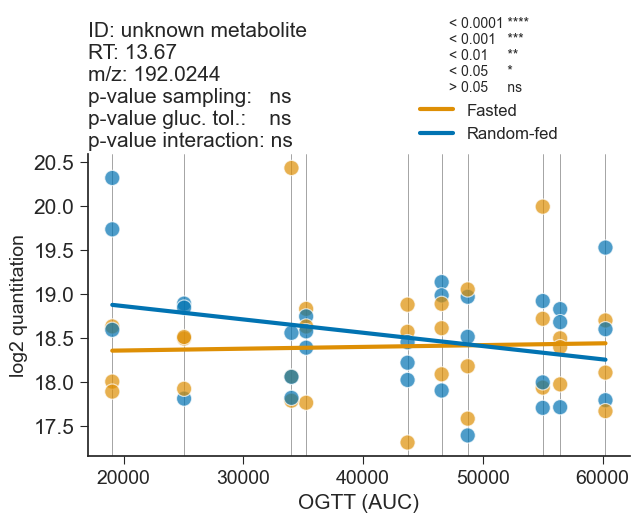 ID: unknown metabolite
RT: 13.67
m/z: 192.0244
p-value sampling: ns
p-value gluc. tol.: ns
p-value interaction: ns
< 0.0001 ****
< 0.001 ***
< 0.01 **
< 0.05 *
> 0.05 ns
Fasted
Random-fed
20.5
20.0
19.5
19.0
18.5
18.0
17.5
log2 quantitation
20000 30000 40000 50000 60000
OGTT (AUC)